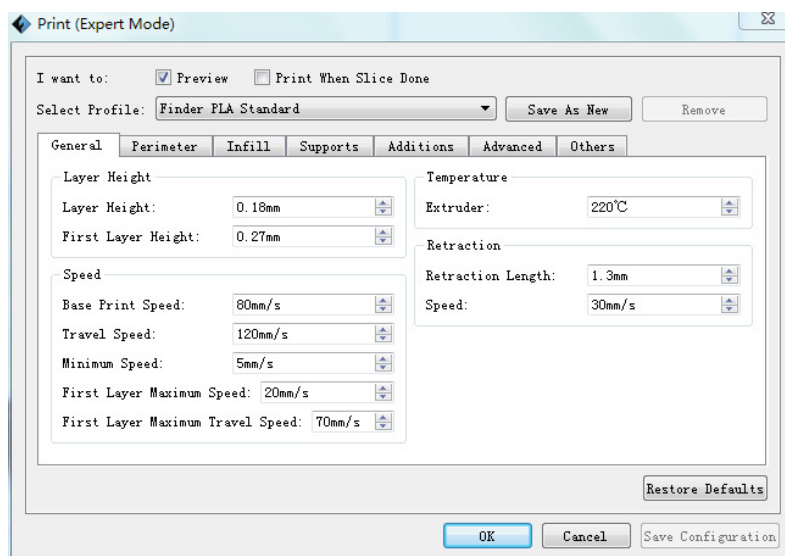 Print (Expert Mode)
I want to: Preview Print When Slice Done
Select Profile: Finder PLA Standard Save As New Remove
General Perimeter Infill Supports Additions Advanced Others
Layer Height
Layer Height: 0.18mm
First Layer Height: 0.27mm
Speed
Base Print Speed: 80mm/s
Travel Speed: 120mm/s
Minimum Speed: 5mm/s
First Layer Maximum Speed: 20mm/s
First Layer Maximum Travel Speed: 70mm/s
Temperature
Extruder: 220℃
Retraction
Retraction Length: 1.3mm
Speed: 30mm/s
Restore Defaults
OK Cancel Save Configuration